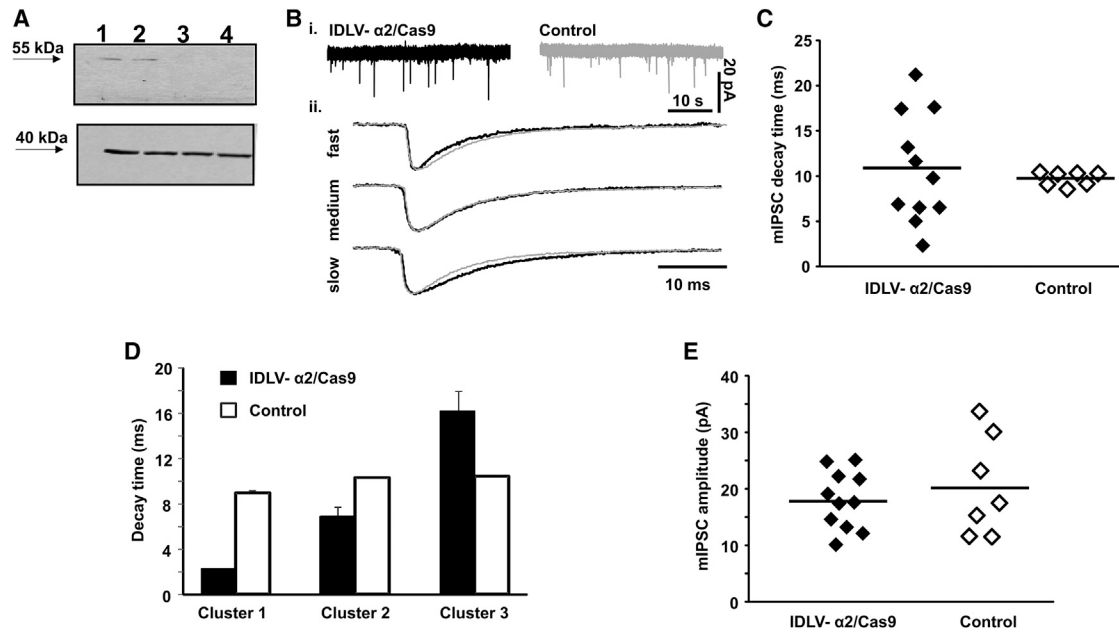 A
1 2 3 4
55 kDa
40 kDa
B
i.
IDLV- α2/Cas9
Control
20 pA
10 s
ii.
fast
medium
slow
10 ms
C
mIPSC decay time (ms)
25
20
15
10
5
0
IDLV- α2/Cas9
Control
D
Decay time (ms)
20
16
12
8
4
0
IDLV- α2/Cas9
Control
Cluster 1
Cluster 2
Cluster 3
E
mIPSC amplitude (pA)
40
30
20
10
0
IDLV- α2/Cas9
Control